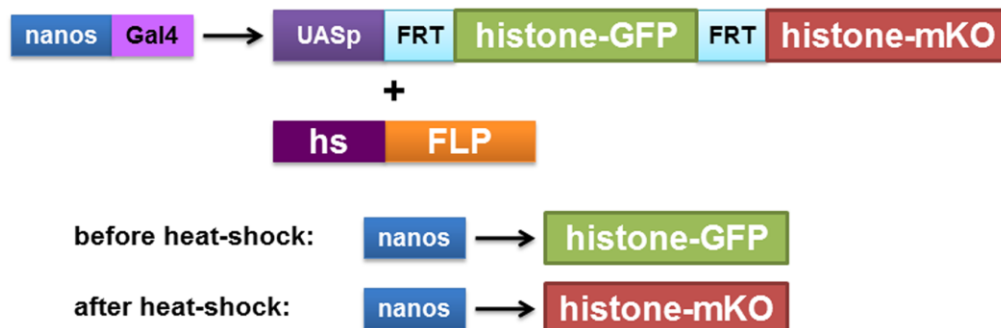 nanos Gal4 UASp FRT histone-GFP FRT histone-mKO
+
hs FLP
before heat-shock: nanos histone-GFP
after heat-shock: nanos histone-mKO